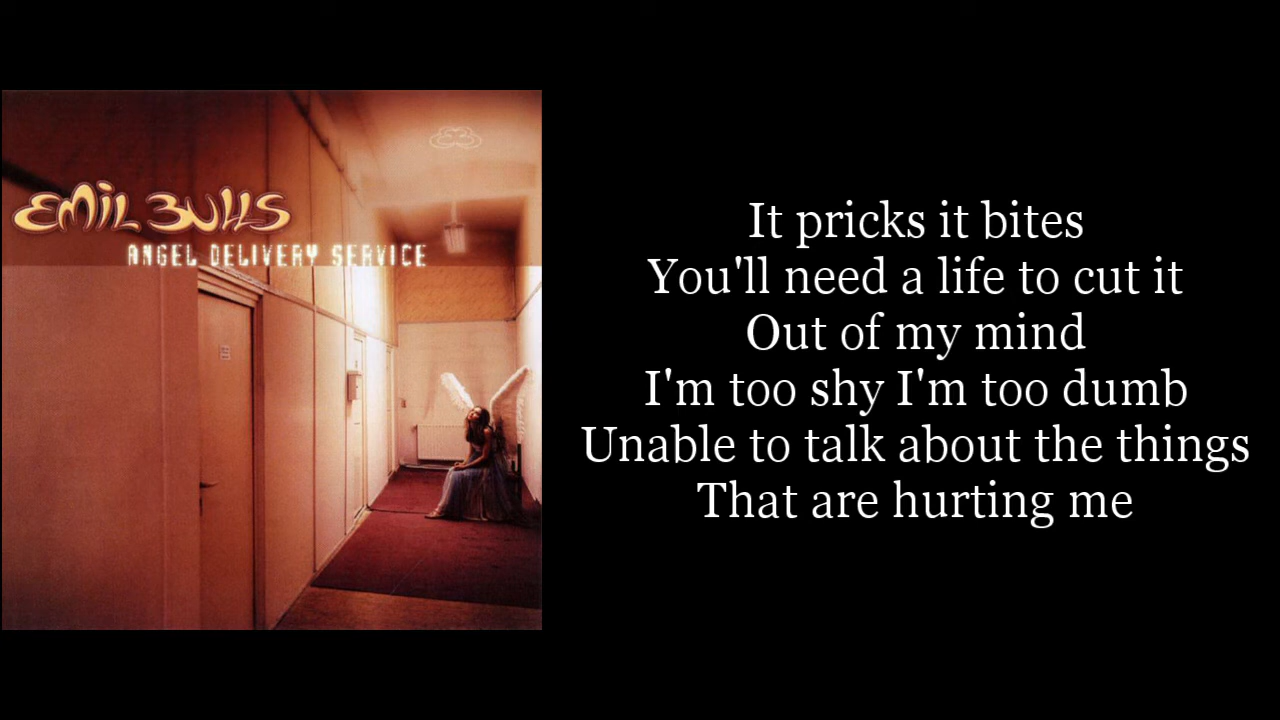 EMIL BULLS
ANGEL DELIVERY SERVICE
It pricks it bites
You'll need a life to cut it
Out of my mind
I'm too shy I'm too dumb
Unable to talk about the things
That are hurting me